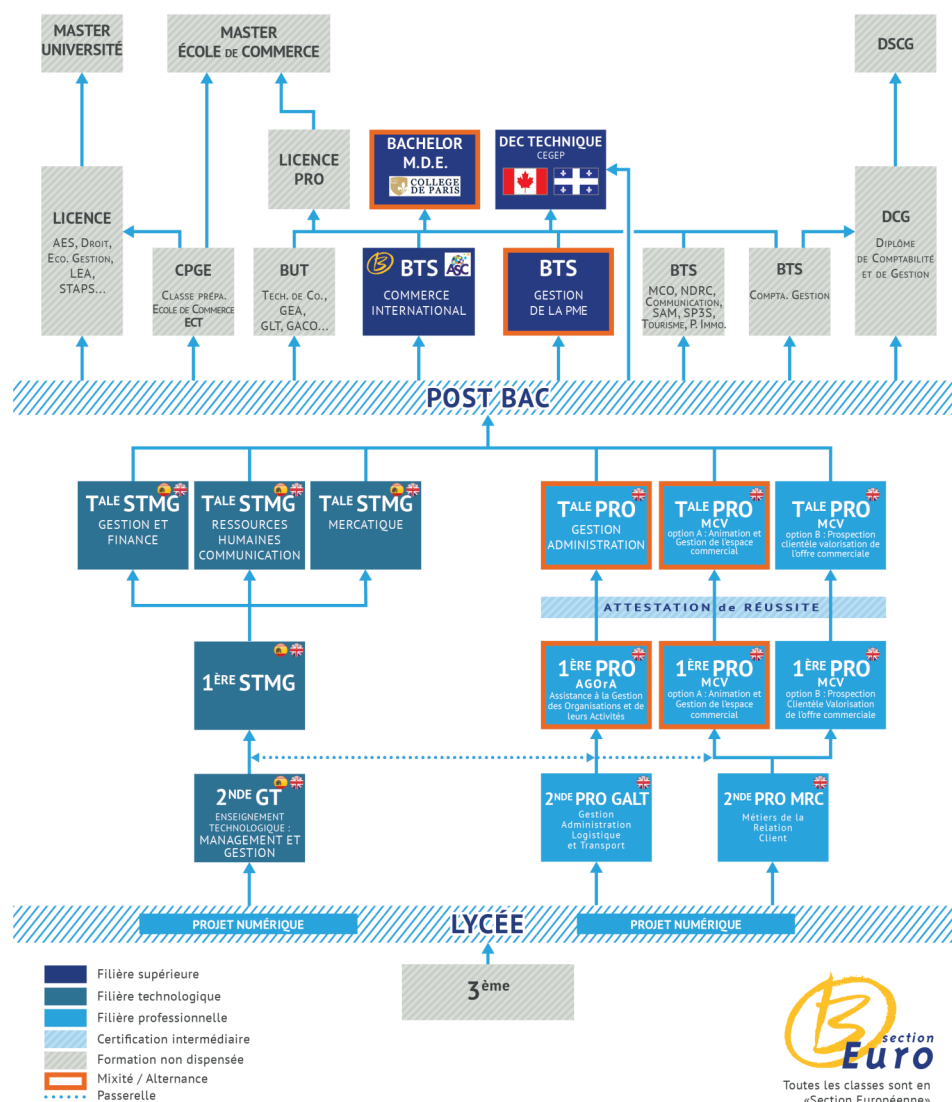 MASTER
UNIVERSITÉ
MASTER
ÉCOLE DE COMMERCE
DSCG
LICENCE
PRO
BACHELOR
M.D.E.
COLLEGE
DE PARIS
DEC TECHNIQUE
CEGEP
LICENCE
AES, DROIT,
ECO. GESTION,
LEA,
STAPS...
CPGE
CLASSE PRÉPA.
ECOLE DE COMMERCE
ECT
BUT
TECH. DE CO.,
GEA,
GLT, GACO...
B BTS ASC
COMMERCE
INTERNATIONAL
BTS
GESTION
DE LA PME
BTS
MCO, NDRC,
COMMUNICATION,
SAM, SP3S,
TOURISME, P. IMMO.
BTS
COMPTA. GESTION
DCG
DIPLÔME
DE COMPTABILITÉ
ET DE GESTION
POST BAC
TALE STMG
GESTION ET
FINANCE
TALE STMG
RESSOURCES
HUMAINES
COMMUNICATION
TALE STMG
MERCATIQUE
TALE PRO
GESTION
ADMINISTRATION
TALE PRO
MCV
option A : Animation et
Gestion de l'espace
commercial
TALE PRO
MCV
option B : Prospection
clientèle valorisation de
l'offre commerciale
ATTESTATION de RÉUSSITE
1ÈRE STMG
1ÈRE PRO
AGOrA
Assistance à la Gestion
des Organisations et de
leurs Activités
1ÈRE PRO
MCV
option A : Animation et
Gestion de l'espace
commercial
1ÈRE PRO
MCV
option B : Prospection
Clientèle Valorisation
de l'offre commerciale
2NDE GT
ENSEIGNEMENT
TECHNOLOGIQUE :
MANAGEMENT ET
GESTION
2NDE PRO GALT
Gestion
Administration
Logistique
et Transport
2NDE PRO MRC
Métiers de la
Relation
Client
LYCÉE
PROJET NUMÉRIQUE
PROJET NUMÉRIQUE
3ème
Filière supérieure
Filière technologique
Filière professionnelle
Certification intermédiaire
Formation non dispensée
Mixité / Alternance
Passerelle
B section
Euro
Toutes les classes sont en
«Section Européenne»